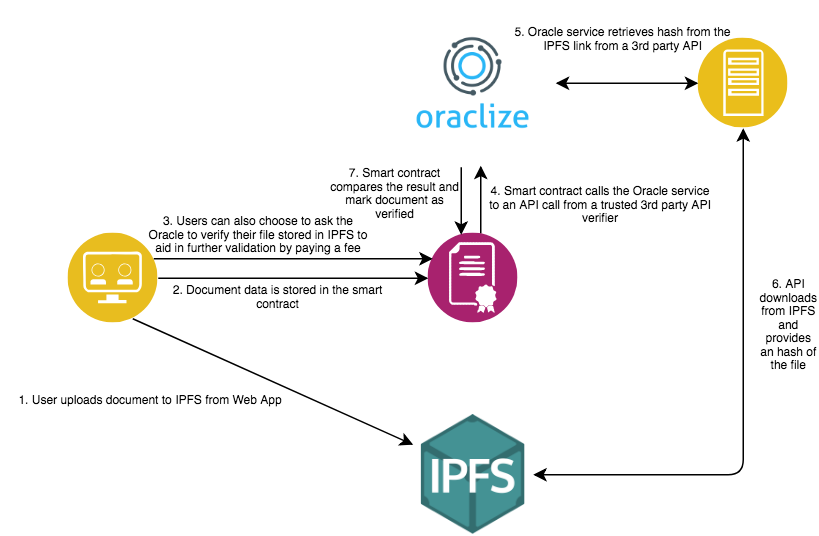 5. Oracle service retrieves hash from the
IPFS link from a 3rd party API
oraclize
7. Smart contract
compares the result and
mark document as
verified
4. Smart contract calls the Oracle service
to an API call from a trusted 3rd party API
verifier
3. Users can also choose to ask the
Oracle to verify their file stored in IPFS to
aid in further validation by paying a fee
2. Document data is stored in the smart
contract
6. API
downloads
from IPFS
and
provides
an hash of
the file
1. User uploads document to IPFS from Web App
IPFS